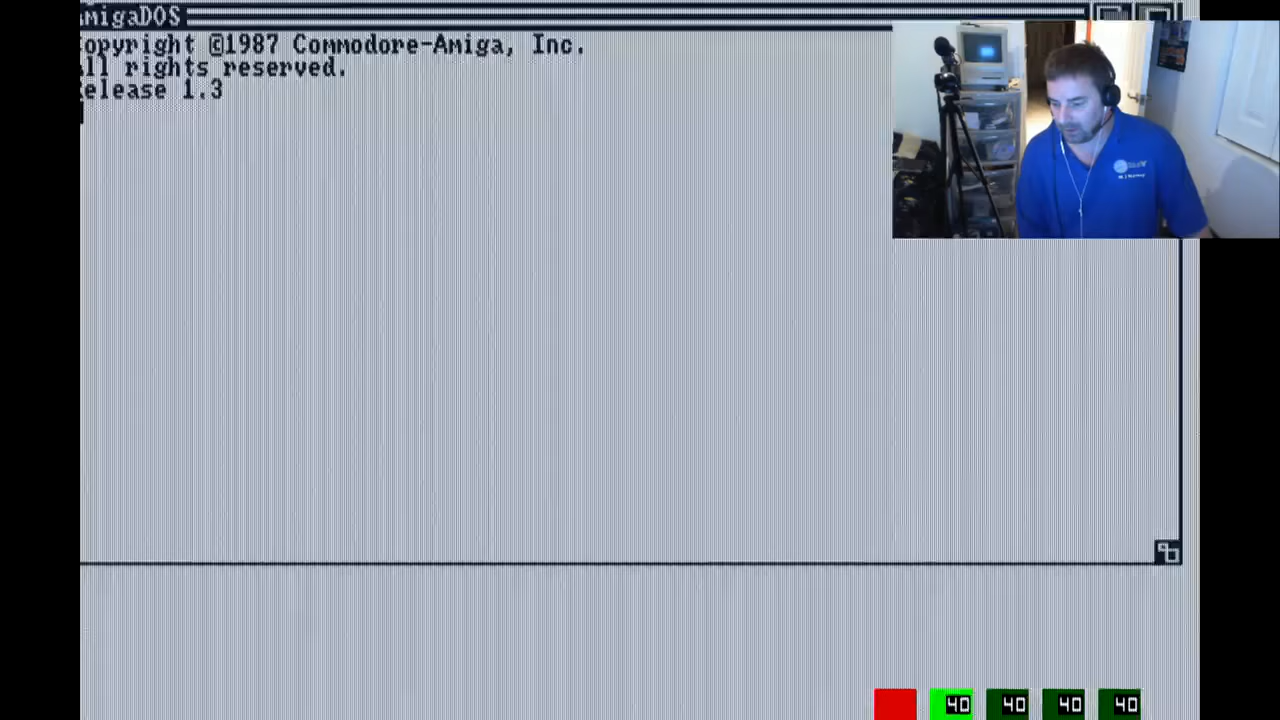 migaDOS
opyright ©1987 Commodore-Amiga, Inc.
ll rights reserved.
elease 1.3
40 40 40 40